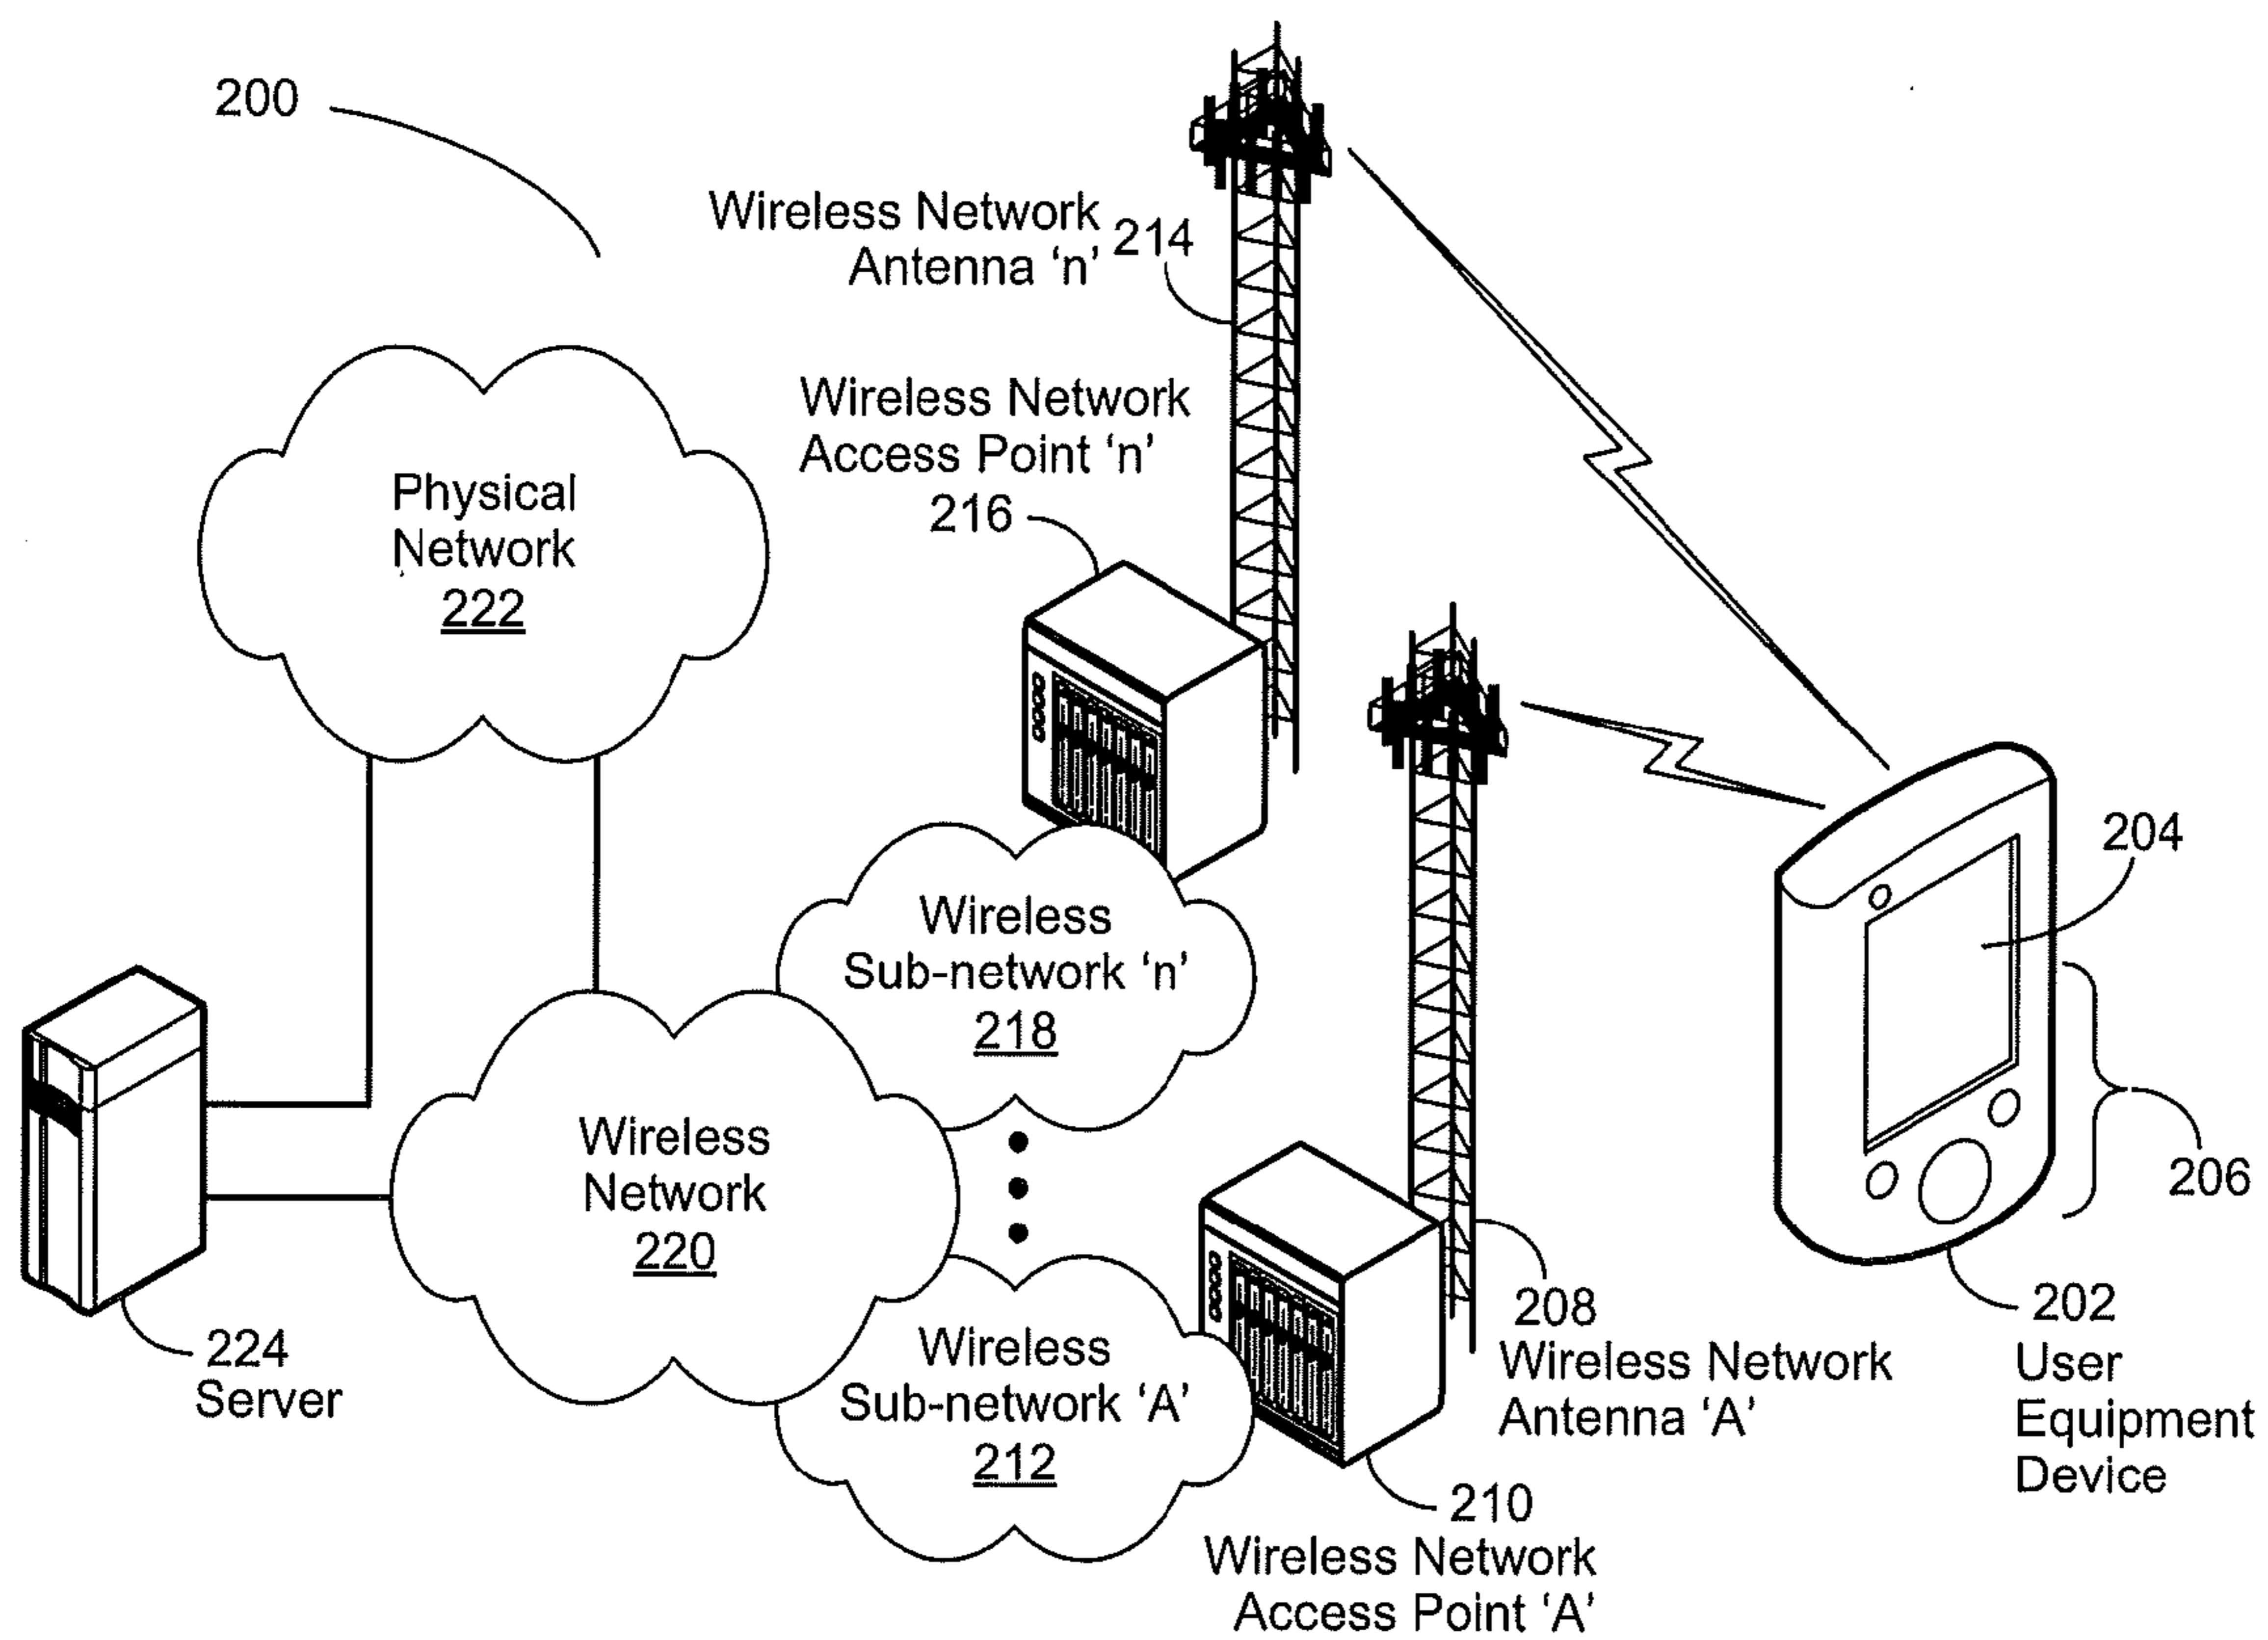 200
Wireless Network
Antenna ‘n’
214
Wireless Network
Access Point ‘n’
216
Physical
Network
222
204
Wireless
Sub-network ‘n’
218
206
Wireless
Network
220
202
User
Equipment
Device
208
Wireless Network
Antenna ‘A’
224
Server
Wireless
Sub-network ‘A’
212
210
Wireless Network
Access Point ‘A’